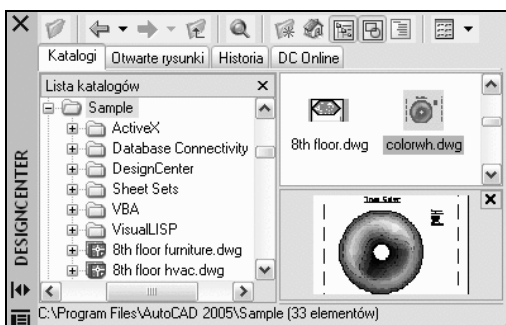 Katalogi Otwarte rysunki Historia DC Online
Lista katalogów
Sample
ActiveX
Database Connectivity
DesignCenter
Sheet Sets
VBA
VisualLISP
8th floor furniture.dwg
8th floor hvac.dwg
8th floor.dwg colorwh.dwg
DESIGNCENTER
C:\Program Files\AutoCAD 2005\Sample (33 elementów)